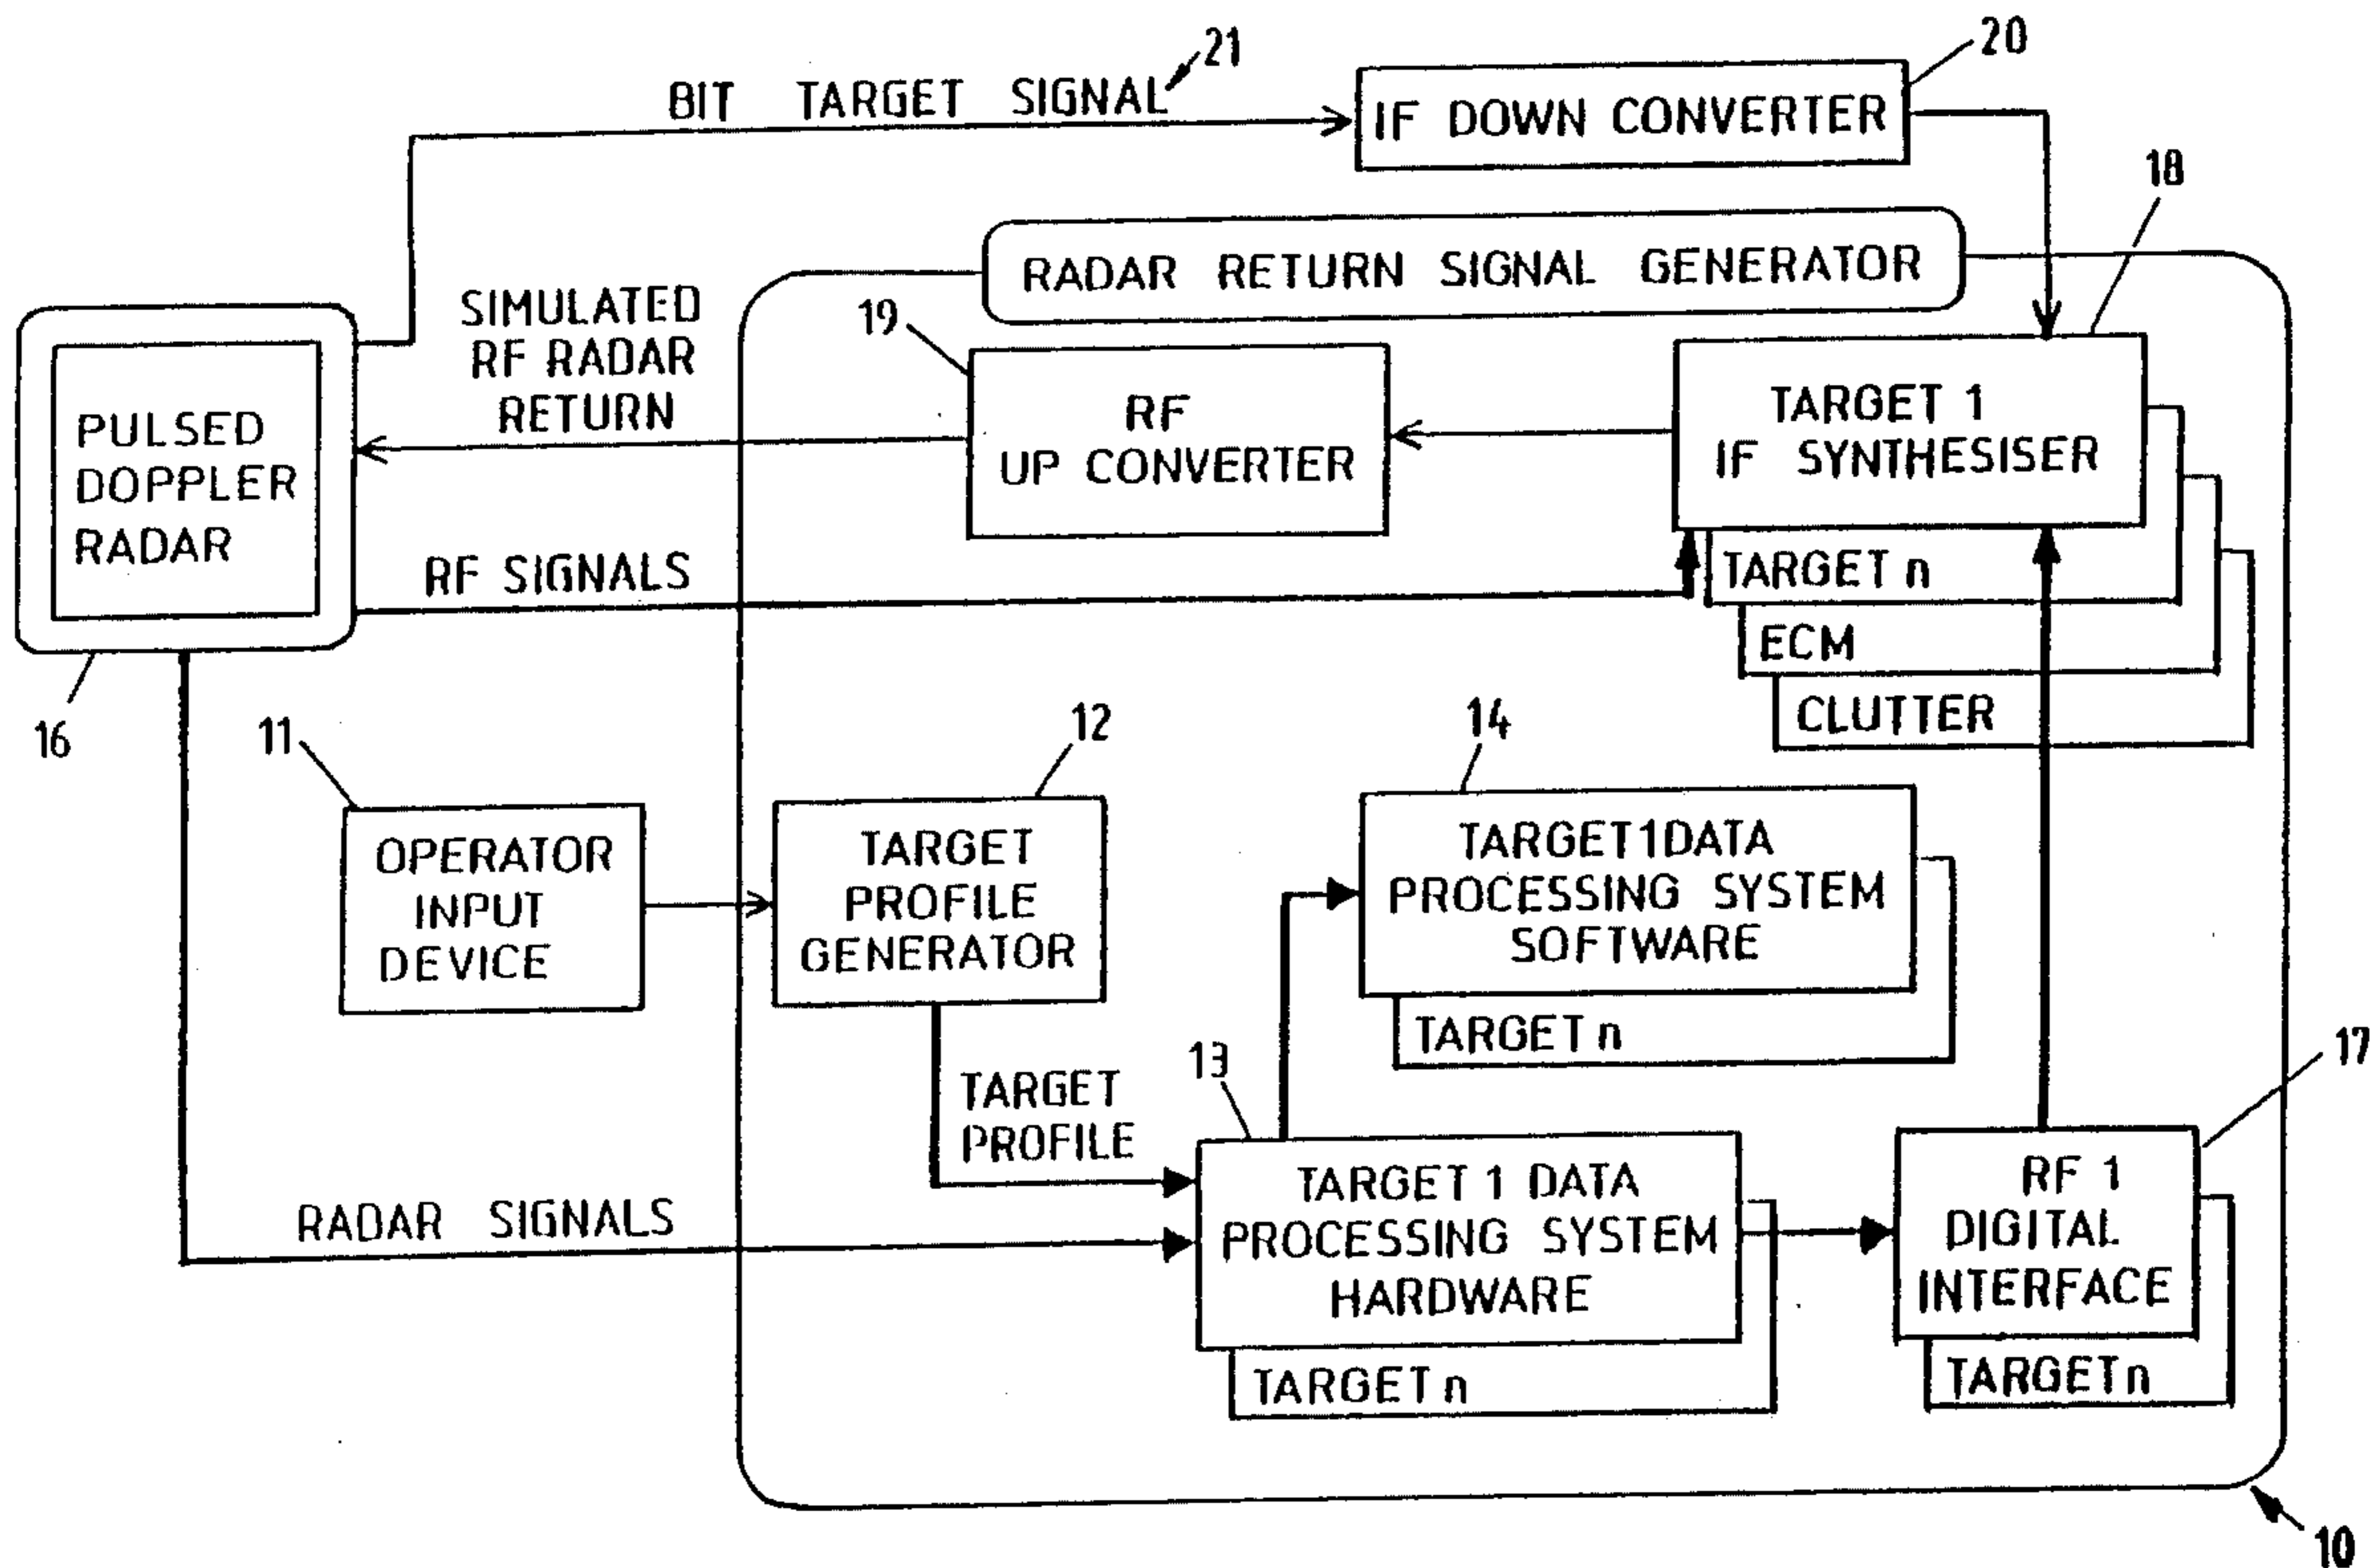 21
BIT TARGET SIGNAL
20
IF DOWN CONVERTER
18
RADAR RETURN SIGNAL GENERATOR
SIMULATED
RF RADAR
RETURN
19
RF
UP CONVERTER
TARGET 1
IF SYNTHESISER
TARGET n
ECM
CLUTTER
PULSED
DOPPLER
RADAR
RF SIGNALS
16
11
OPERATOR
INPUT
DEVICE
12
TARGET
PROFILE
GENERATOR
14
TARGET 1 DATA
PROCESSING SYSTEM
SOFTWARE
TARGET n
TARGET
PROFILE
13
TARGET 1 DATA
PROCESSING SYSTEM
HARDWARE
TARGET n
17
RF 1
DIGITAL
INTERFACE
TARGET n
RADAR SIGNALS
10